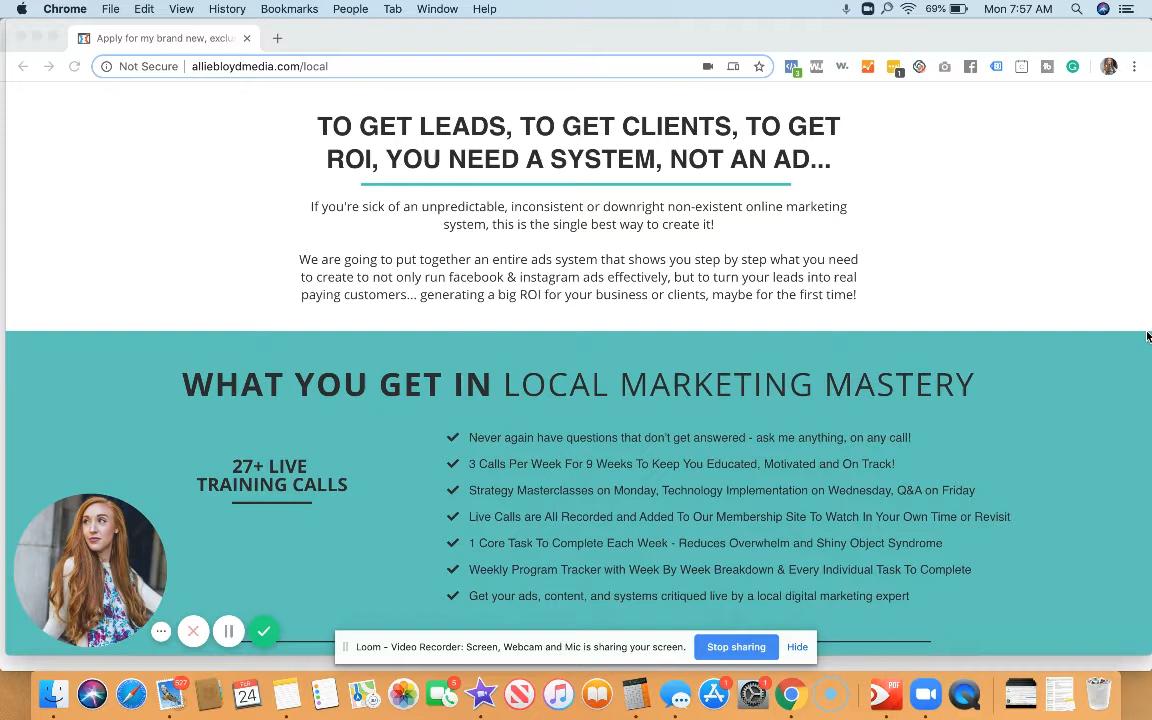 Chrome File Edit View History Bookmarks People Tab Window Help 69% Mon 7:57 AM
Apply for my brand new, exclu
Not Secure alliebloydmedia.com/local
3
1
TO GET LEADS, TO GET CLIENTS, TO GET
ROI, YOU NEED A SYSTEM, NOT AN AD...
If you're sick of an unpredictable, inconsistent or downright non-existent online marketing
system, this is the single best way to create it!
We are going to put together an entire ads system that shows you step by step what you need
to create to not only run facebook & instagram ads effectively, but to turn your leads into real
paying customers... generating a big ROI for your business or clients, maybe for the first time!
WHAT YOU GET IN LOCAL MARKETING MASTERY
27+ LIVE
TRAINING CALLS
Never again have questions that don't get answered - ask me anything, on any call!
3 Calls Per Week For 9 Weeks To Keep You Educated, Motivated and On Track!
Strategy Masterclasses on Monday, Technology Implementation on Wednesday, Q&A on Friday
Live Calls are All Recorded and Added To Our Membership Site To Watch In Your Own Time or Revisit
1 Core Task To Complete Each Week - Reduces Overwhelm and Shiny Object Syndrome
Weekly Program Tracker with Week By Week Breakdown & Every Individual Task To Complete
Get your ads, content, and systems critiqued live by a local digital marketing expert
Loom - Video Recorder: Screen, Webcam and Mic is sharing your screen. Stop sharing Hide
527
FEB
24
5
1
1
PDF